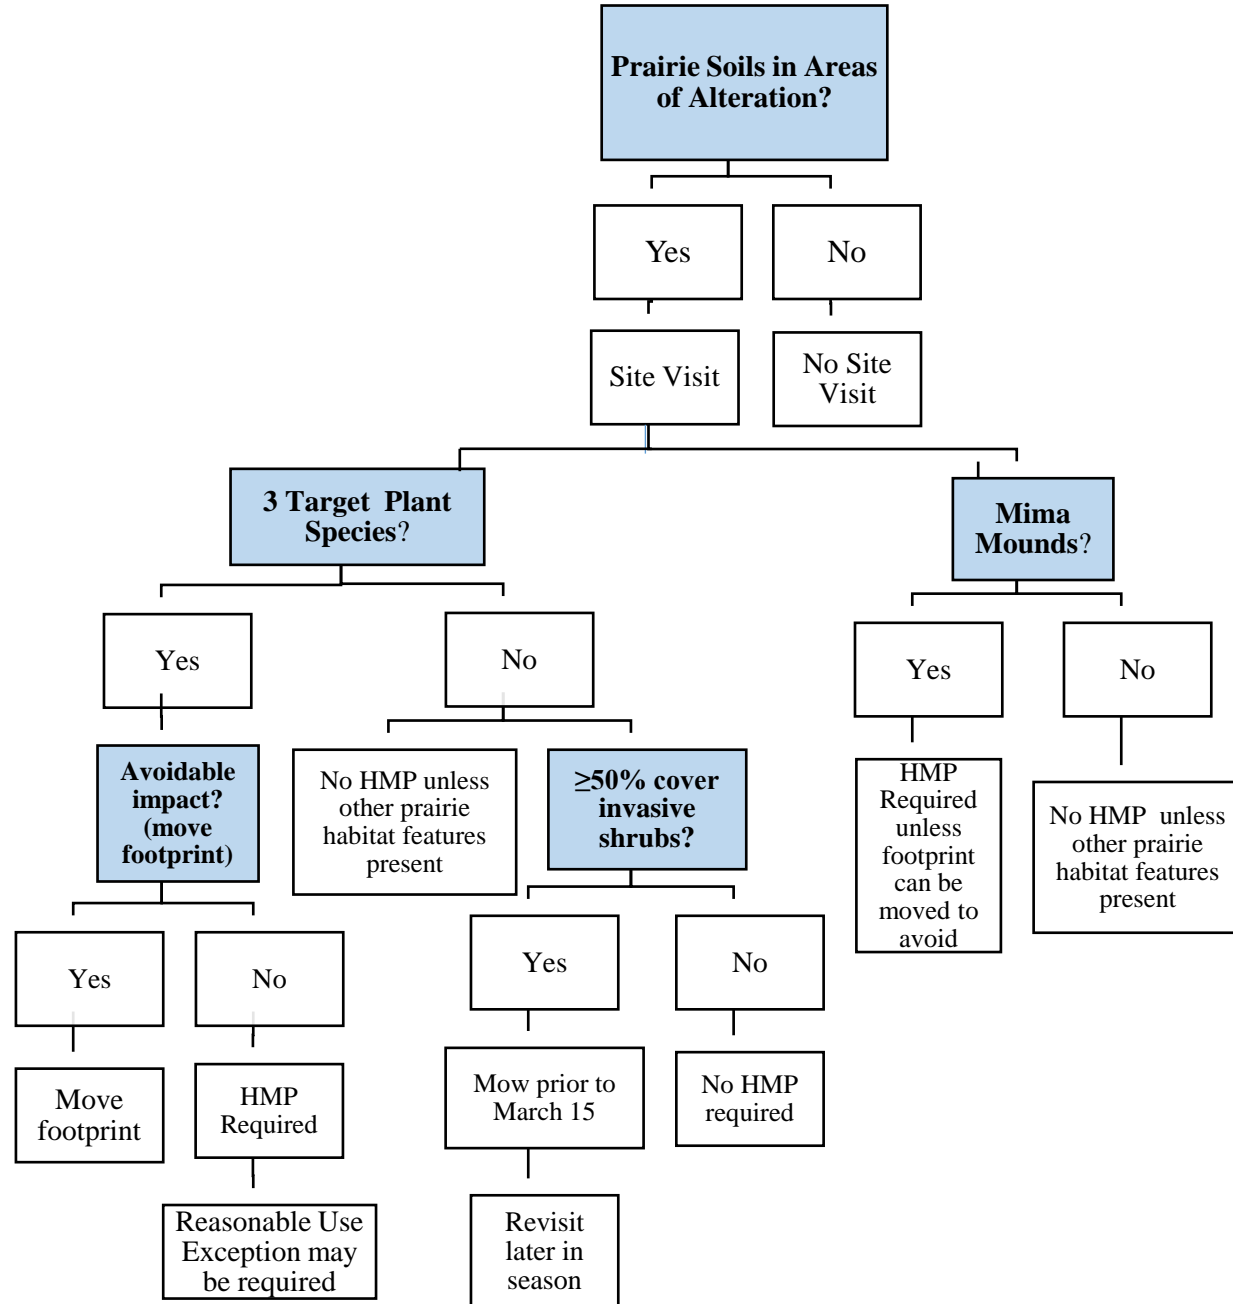 Prairie Soils in Areas
of Alteration?
Yes
No
Site Visit
No Site
Visit
3 Target Plant
Species?
Mima
Mounds?
Yes
No
Yes
No
Avoidable
impact?
(move
footprint)
No HMP unless
other prairie
habitat features
present
≥50% cover
invasive
shrubs?
HMP
Required
unless
footprint
can be
moved to
avoid
No HMP unless
other prairie
habitat features
present
Yes
No
Yes
No
Move
footprint
HMP
Required
Mow prior to
March 15
No HMP
required
Reasonable Use
Exception may
be required
Revisit
later in
season